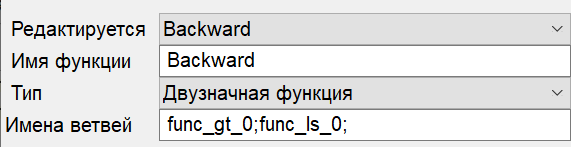 Редактируется Backward
Имя функции Backward
Тип Двузначная функция
Имена ветвей func_gt_0;func_ls_0;